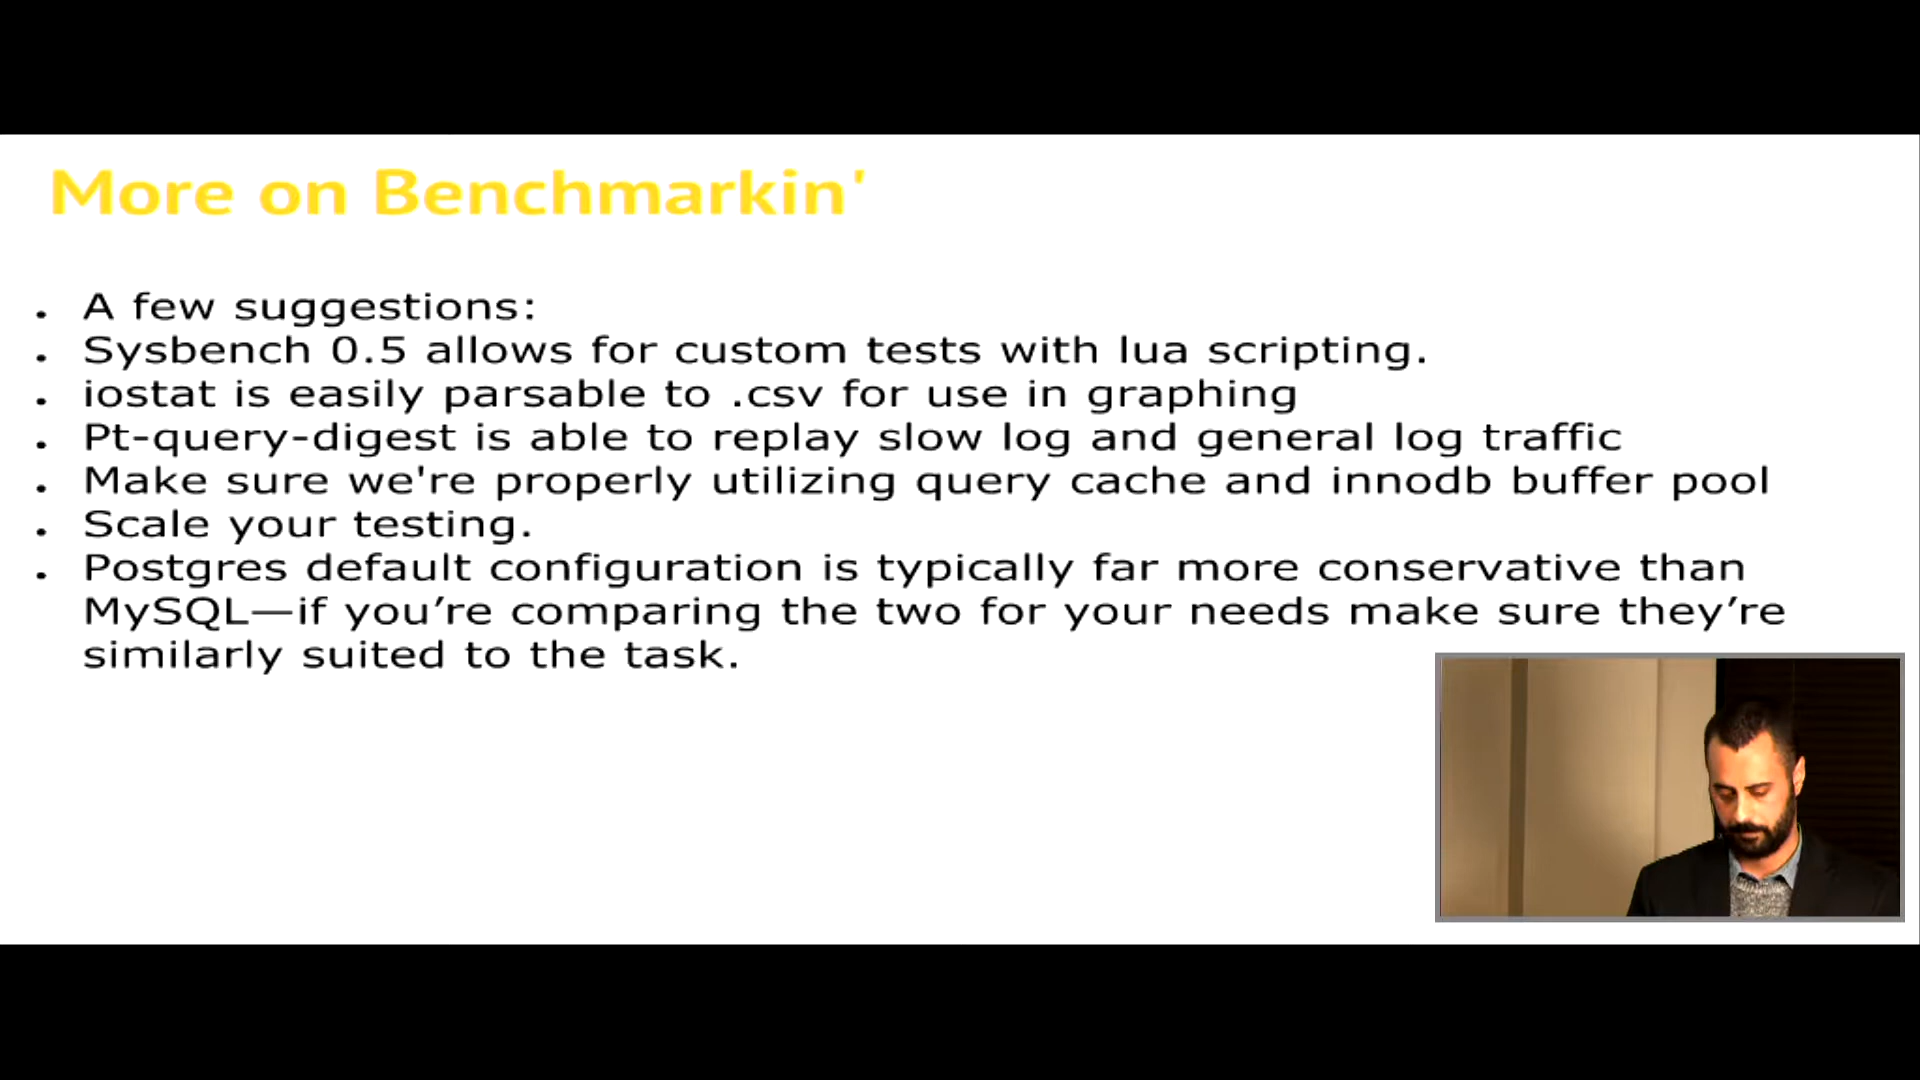 More on Benchmarkin'
• A few suggestions:
• Sysbench 0.5 allows for custom tests with lua scripting.
• iostat is easily parsable to .csv for use in graphing
• Pt-query-digest is able to replay slow log and general log traffic
• Make sure we're properly utilizing query cache and innodb buffer pool
• Scale your testing.
• Postgres default configuration is typically far more conservative than
MySQL—if you’re comparing the two for your needs make sure they’re
similarly suited to the task.